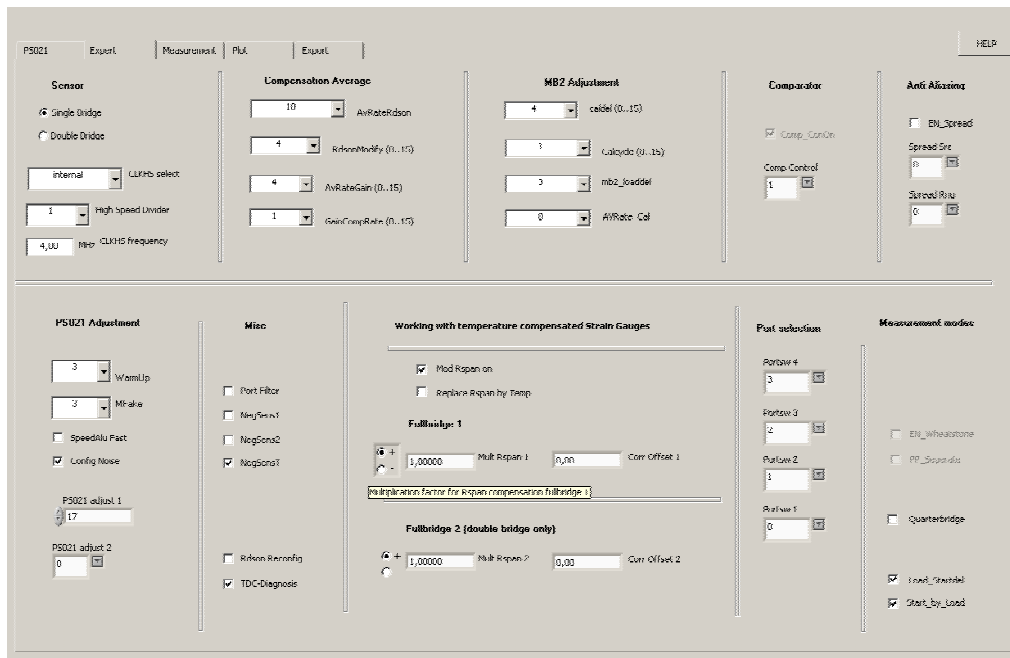 PS021 Expert Measurement Plot Export HELP
Sensor
Single Bridge
Double Bridge
internal CLKHS select
1 High Speed Divider
4,00 MHz CLKHS frequency
Compensation Average
AvRateRdson
4 RdsonModify (0..15)
4 AvRateGain (0..15)
1 GainCompRate (0..15)
MB2 Adjustment
4 caldel (0..15)
3 Calcycle (0..15)
3 mb2_loaddel
0 AVRate_Cal
Comparator
Comp_ConOn
Comp Control
1
Anti Aliasing
EN_Spread
Spread Src
0
Spread Rng
0
PS021 Adjustment
3 WarmUp
3 MFake
SpeedAlu Fast
Config Noise
PS021 adjust 1
17
PS021 adjust 2
0
Misc
Port Filter
NegSens1
NegSens2
Rdson Reconfig
TDC-Diagnosis
Working with temperature compensated Strain Gauges
Mod Rspan on
Replace Rspan by Temp
Fullbridge 1
+ 1,00000 Mult Rspan 1 0,00 Corr Offset 1
-
Multiplication factor for Rspan compensation fullbridge 1
Fullbridge 2 (double bridge only)
+ 1,00000 Mult Rspan 2 0,00 Corr Offset 2
Port selection
Portsw 4
3
Portsw 3
2
Portsw 2
1
Portsw 1
0
Measurement modes
EN_Wheatstone
PP_Seperate
Quarterbridge
Load_Startdel
Start_by_Load